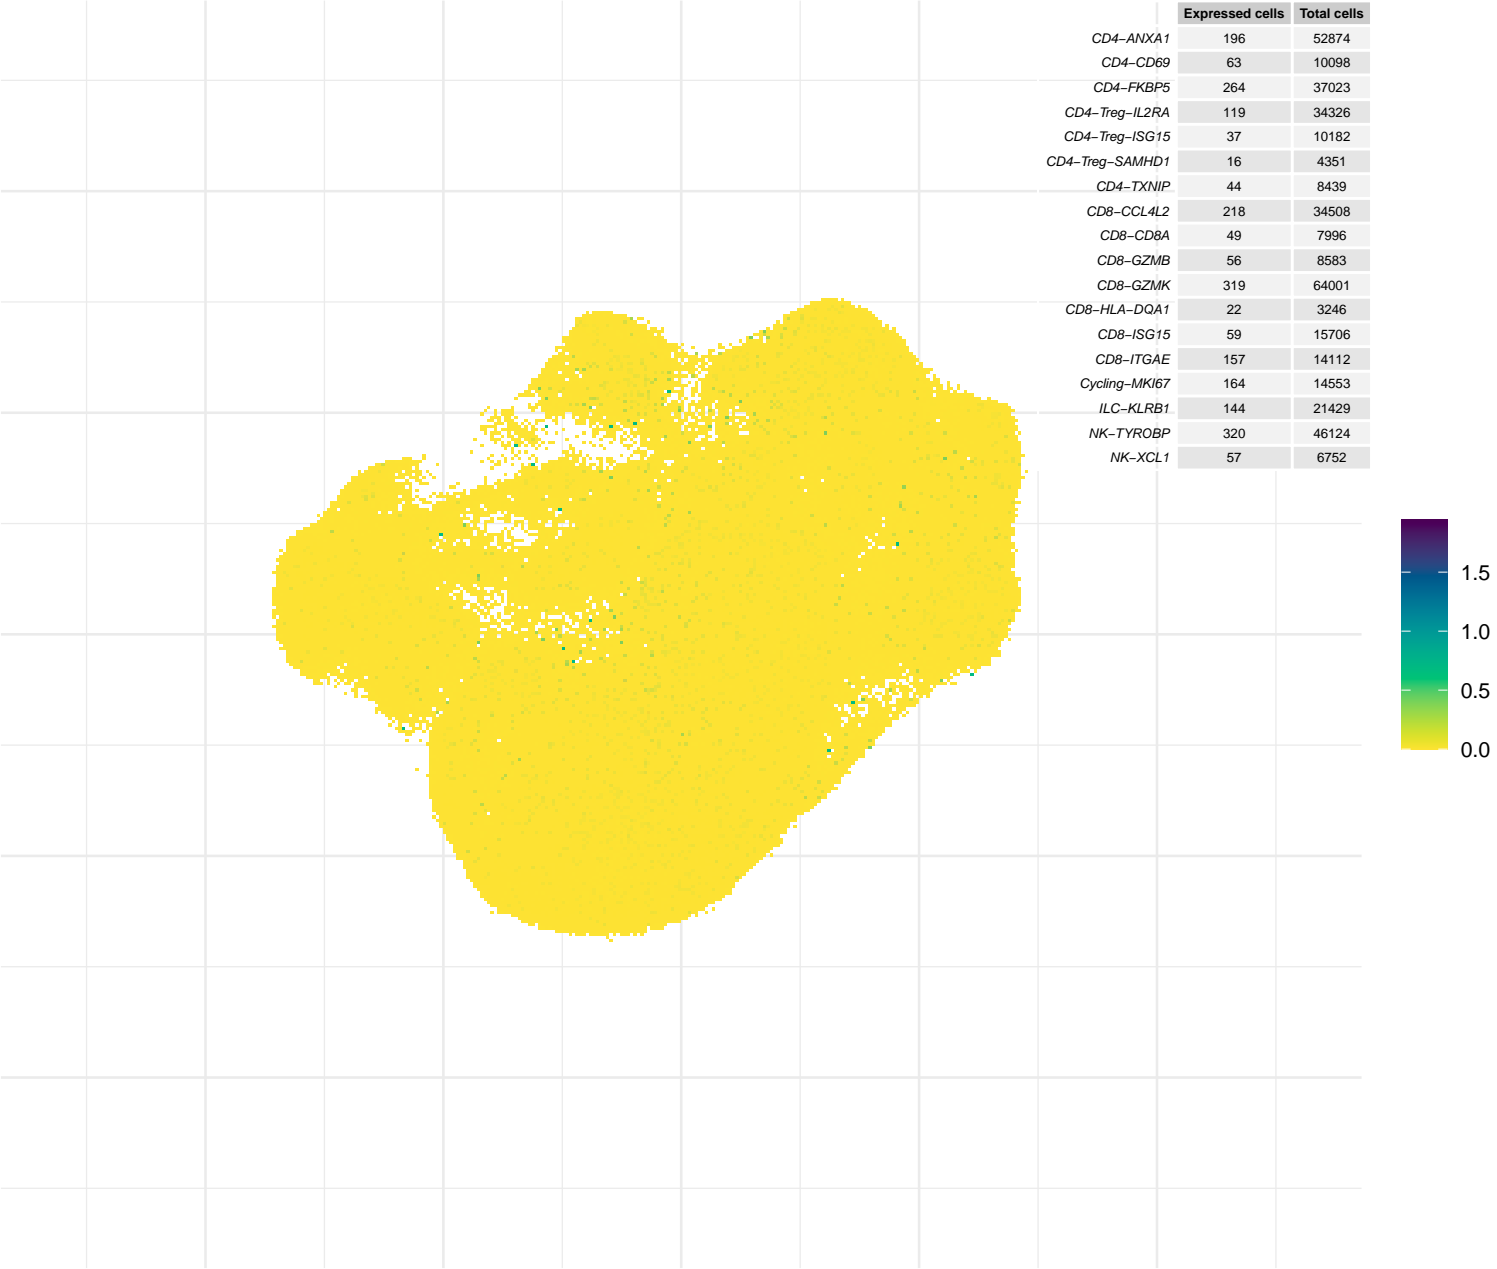 Expressed cells Total cells
CD4−ANXA1 196 52874
CD4−CD69 63 10098
CD4−FKBP5 264 37023
CD4−Treg−IL2RA 119 34326
CD4−Treg−ISG15 37 10182
CD4−Treg−SAMHD1 16 4351
CD4−TXNIP 44 8439
CD8−CCL4L2 218 34508
CD8−CD8A 49 7996
CD8−GZMB 56 8583
CD8−GZMK 319 64001
CD8−HLA−DQA1 22 3246
CD8−ISG15 59 15706
CD8−ITGAE 157 14112
Cycling−MKI67 164 14553
ILC−KLRB1 144 21429
NK−TYROBP 320 46124
NK−XCL1 57 6752
1.5
1.0
0.5
0.0